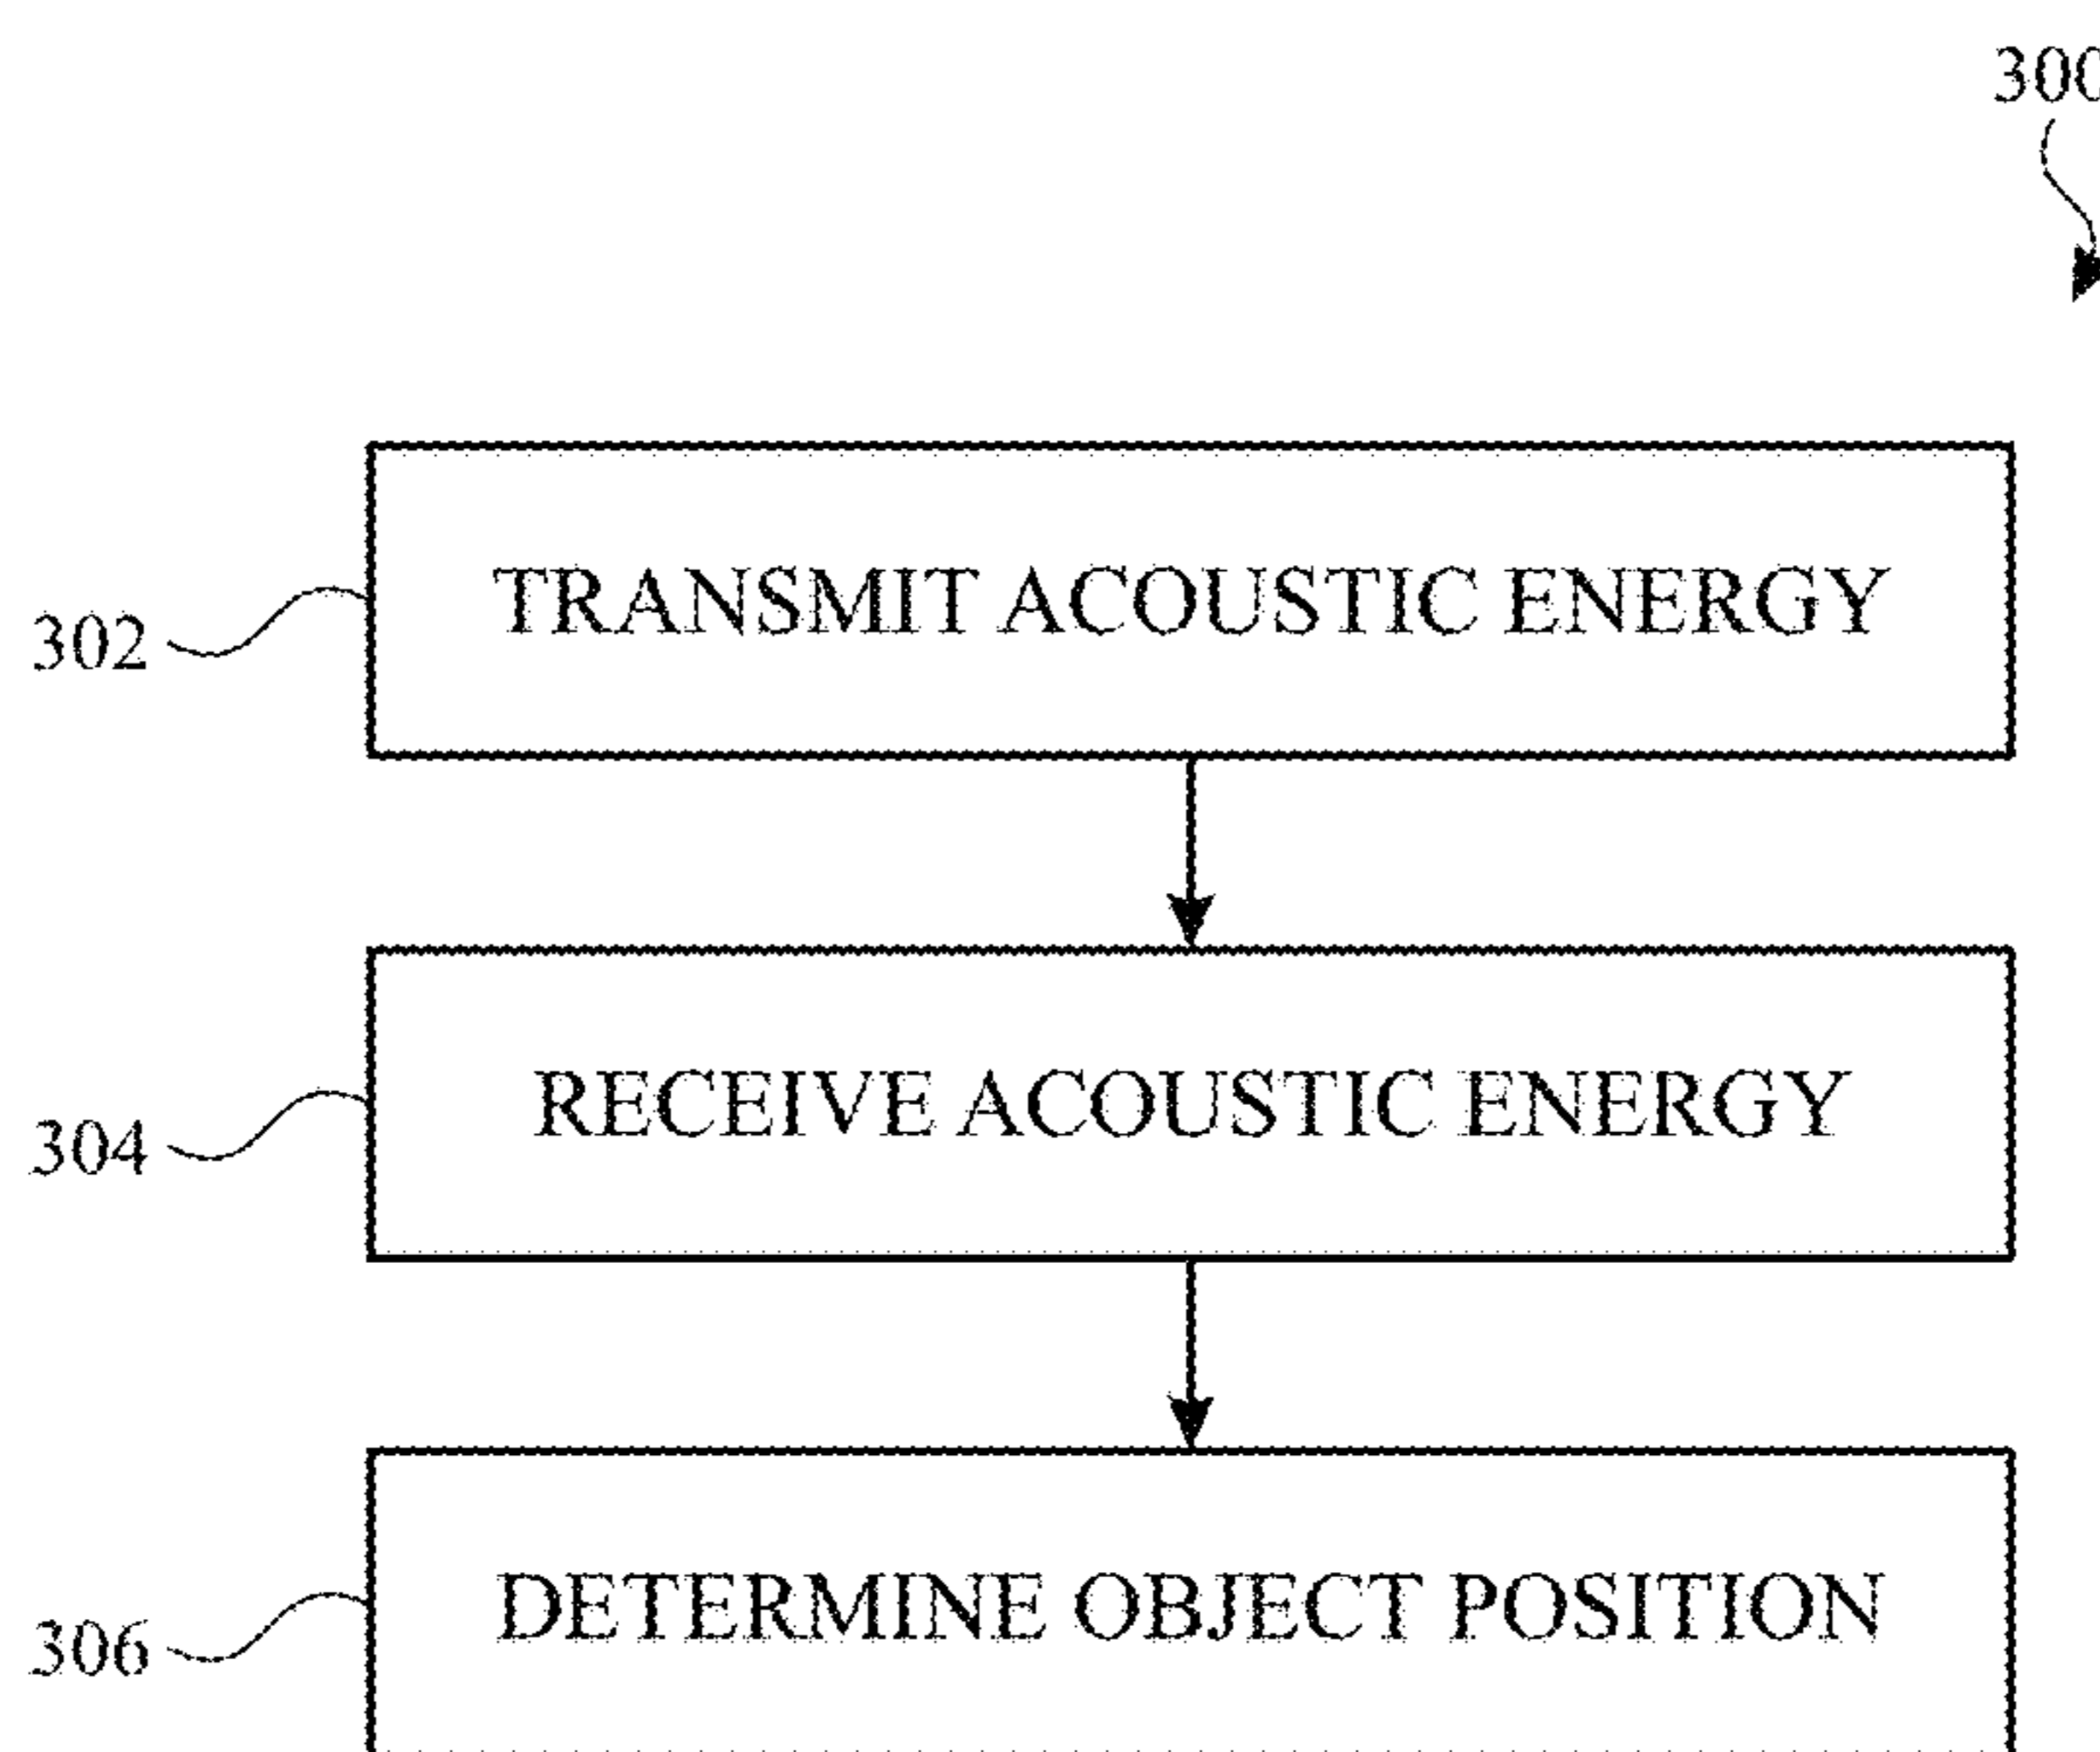 300
TRANSMIT ACOUSTIC ENERGY
302
RECEIVE ACOUSTIC ENERGY
304
DETERMINE OBJECT POSITION
306